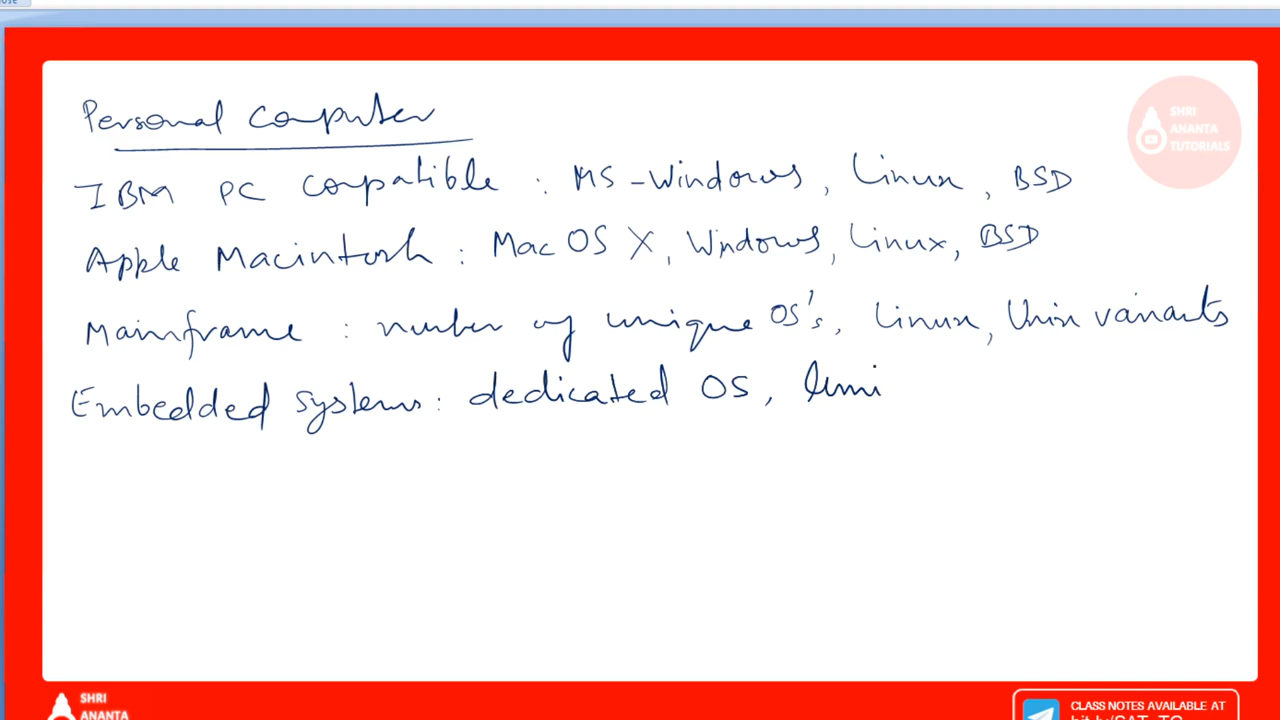 Personal Computer
IBM PC Compatible : MS-Windows, Linux, BSD
Apple Macintosh : Mac OS X, Windows, Linux, BSD
Mainframe : number of unique OS's, Linux, Unix variants
Embedded systems : dedicated OS, limi
SHRI
ANANTA
TUTORIALS
SHRI
ANANTA
CLASS NOTES AVAILABLE AT